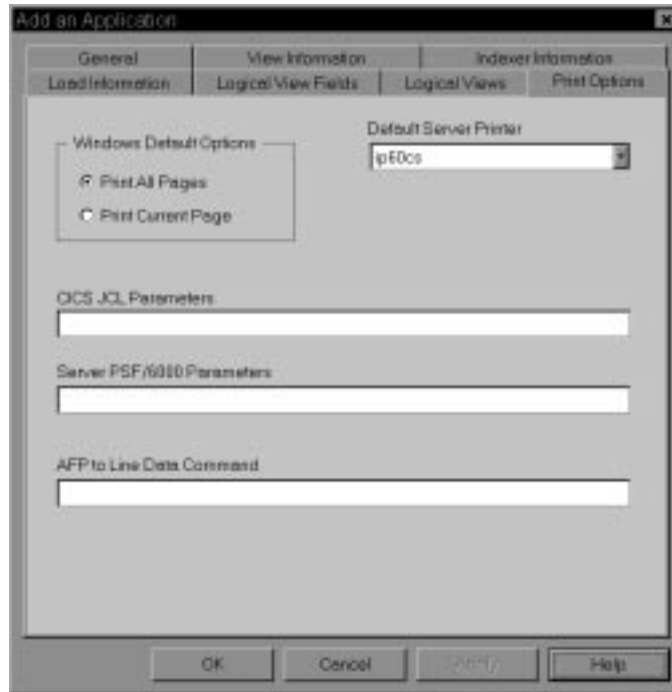 Add an Application
General View Information Indexer Information
Load Information Logical View Fields Logical Views Print Options
Windows Default Options
Print All Pages
Print Current Page
Default Server Printer
ip60cs
CICS JCL Parameters
Server PSF/6000 Parameters
AFP to Line Data Command
OK Cancel Help